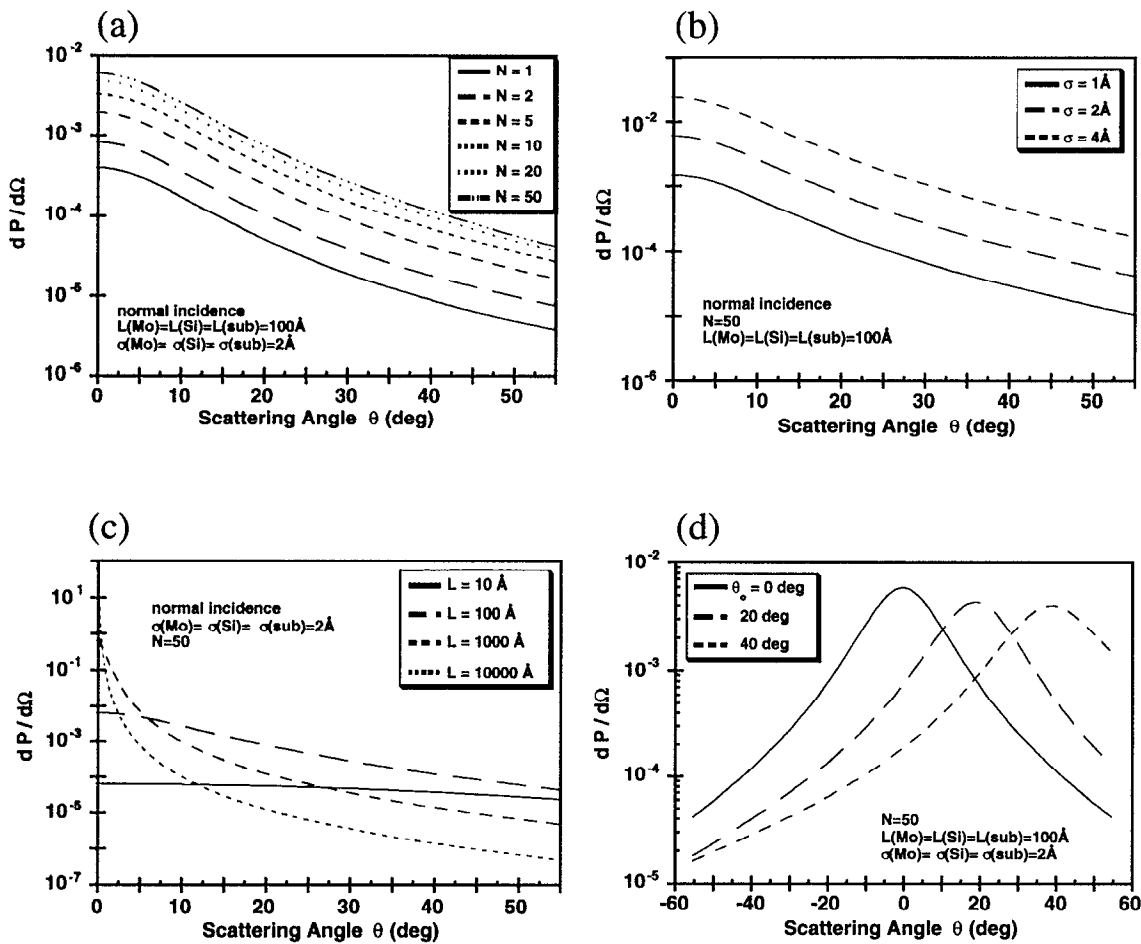 (a)
10-2
10-3
10-4
10-5
10-6
dP/dΩ
N = 1
N = 2
N = 5
N = 10
N = 20
N = 50
normal incidence
L(Mo)=L(Si)=L(sub)=100Å
σ(Mo)= σ(Si)= σ(sub)=2Å
0 10 20 30 40 50
Scattering Angle θ (deg)
(b)
10-2
10-4
10-6
dP/dΩ
σ = 1Å
σ = 2Å
σ = 4Å
normal incidence
N=50
L(Mo)=L(Si)=L(sub)=100Å
0 10 20 30 40 50
Scattering Angle θ (deg)
(c)
10 1
10-1
10-3
10-5
10-7
dP/dΩ
normal incidence
σ(Mo)= σ(Si)= σ(sub)=2Å
N=50
L = 10 Å
L = 100 Å
L = 1000 Å
L = 10000 Å
0 10 20 30 40 50
Scattering Angle θ (deg)
(d)
10-2
10-3
10-4
10-5
dP/dΩ
θo = 0 deg
20 deg
40 deg
N=50
L(Mo)=L(Si)=L(sub)=100Å
σ(Mo)= σ(Si)= σ(sub)=2Å
-60 -40 -20 0 20 40 60
Scattering Angle θ (deg)